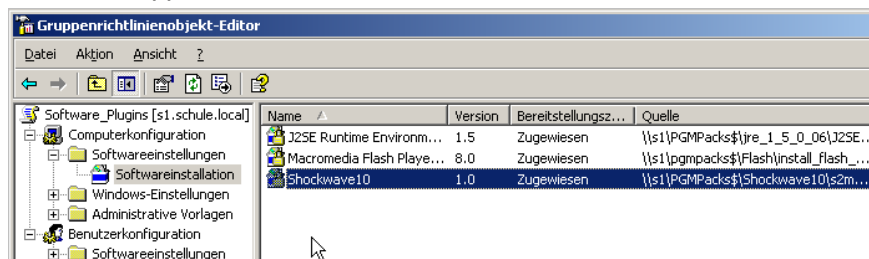 Gruppenrichtlinienobjekt-Editor
Datei Aktion Ansicht ?
Software_Plugins [s1.schule.local]
Computerkonfiguration
Softwareeinstellungen
Softwareinstallation
Windows-Einstellungen
Administrative Vorlagen
Benutzerkonfiguration
Softwareeinstellungen
Name Version Bereitstellungsz... Quelle
J2SE Runtime Environm... 1.5 Zugewiesen \\s1\PGMPacks$\jre_1_5_0_06\J2SE...
Macromedia Flash Playe... 8.0 Zugewiesen \\s1\pgmpacks$\Flash\install_flash_...
Shockwave10 1.0 Zugewiesen \\s1\PGMPacks$\Shockwave10\s2m...